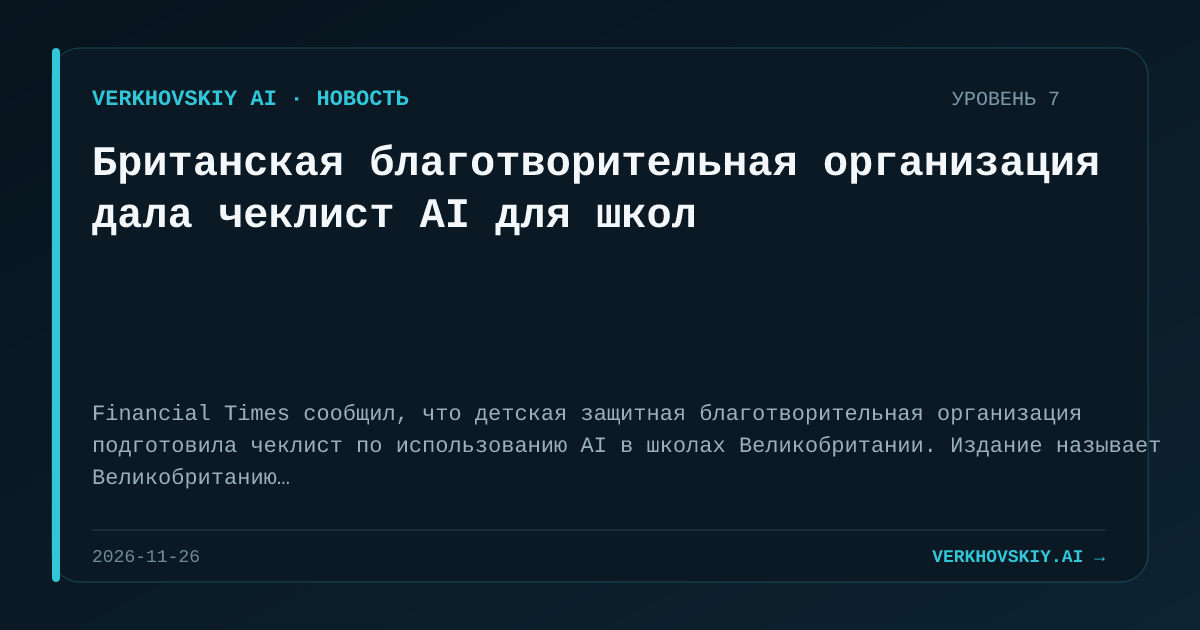 VERKHOVSKIY AI · НОВОСТЬ
УРОВЕНЬ 7
Британская благотворительная организация
дала чеклист AI для школ
Financial Times сообщил, что детская защитная благотворительная организация
подготовила чеклист по использованию AI в школах Великобритании. Издание называет
Великобританию…
2026-11-26
VERKHOVSKIY.AI →